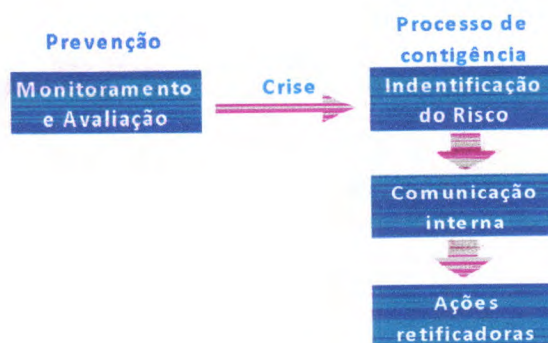 Prevenção
Monitoramento
e Avaliação
Crise
Processo de
contigência
Indentificação
do Risco
Comunicação
interna
Ações
retificadoras